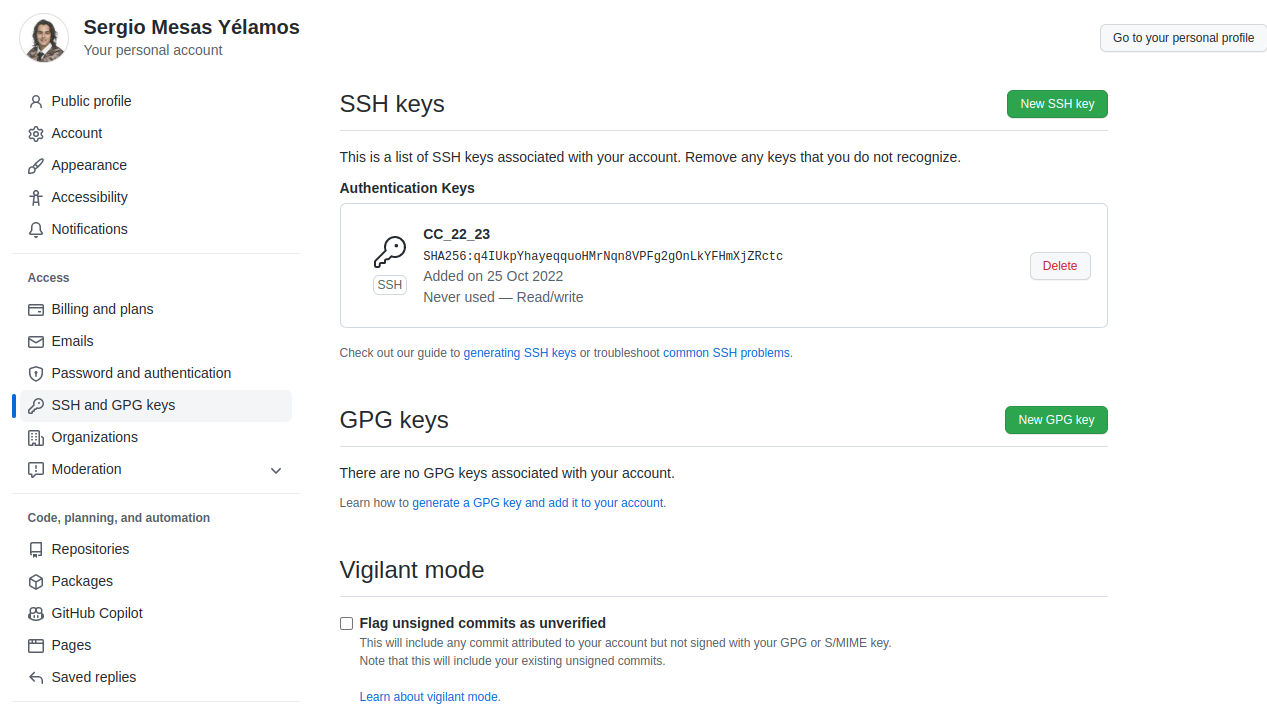 Sergio Mesas Yélamos
Your personal account
Go to your personal profile
Public profile
Account
Appearance
Accessibility
Notifications
Access
Billing and plans
Emails
Password and authentication
SSH and GPG keys
Organizations
Moderation
Code, planning, and automation
Repositories
Packages
GitHub Copilot
Pages
Saved replies
SSH keys
New SSH key
This is a list of SSH keys associated with your account. Remove any keys that you do not recognize.
Authentication Keys
CC_22_23
SHA256:q4IUkpYhayeqquoHMrNqn8VPFg2gOnLkYFHmXjZRctc
SSH
Added on 25 Oct 2022
Never used — Read/write
Delete
Check out our guide to generating SSH keys or troubleshoot common SSH problems.
GPG keys
New GPG key
There are no GPG keys associated with your account.
Learn how to generate a GPG key and add it to your account.
Vigilant mode
Flag unsigned commits as unverified
This will include any commit attributed to your account but not signed with your GPG or S/MIME key.
Note that this will include your existing unsigned commits.
Learn about vigilant mode.